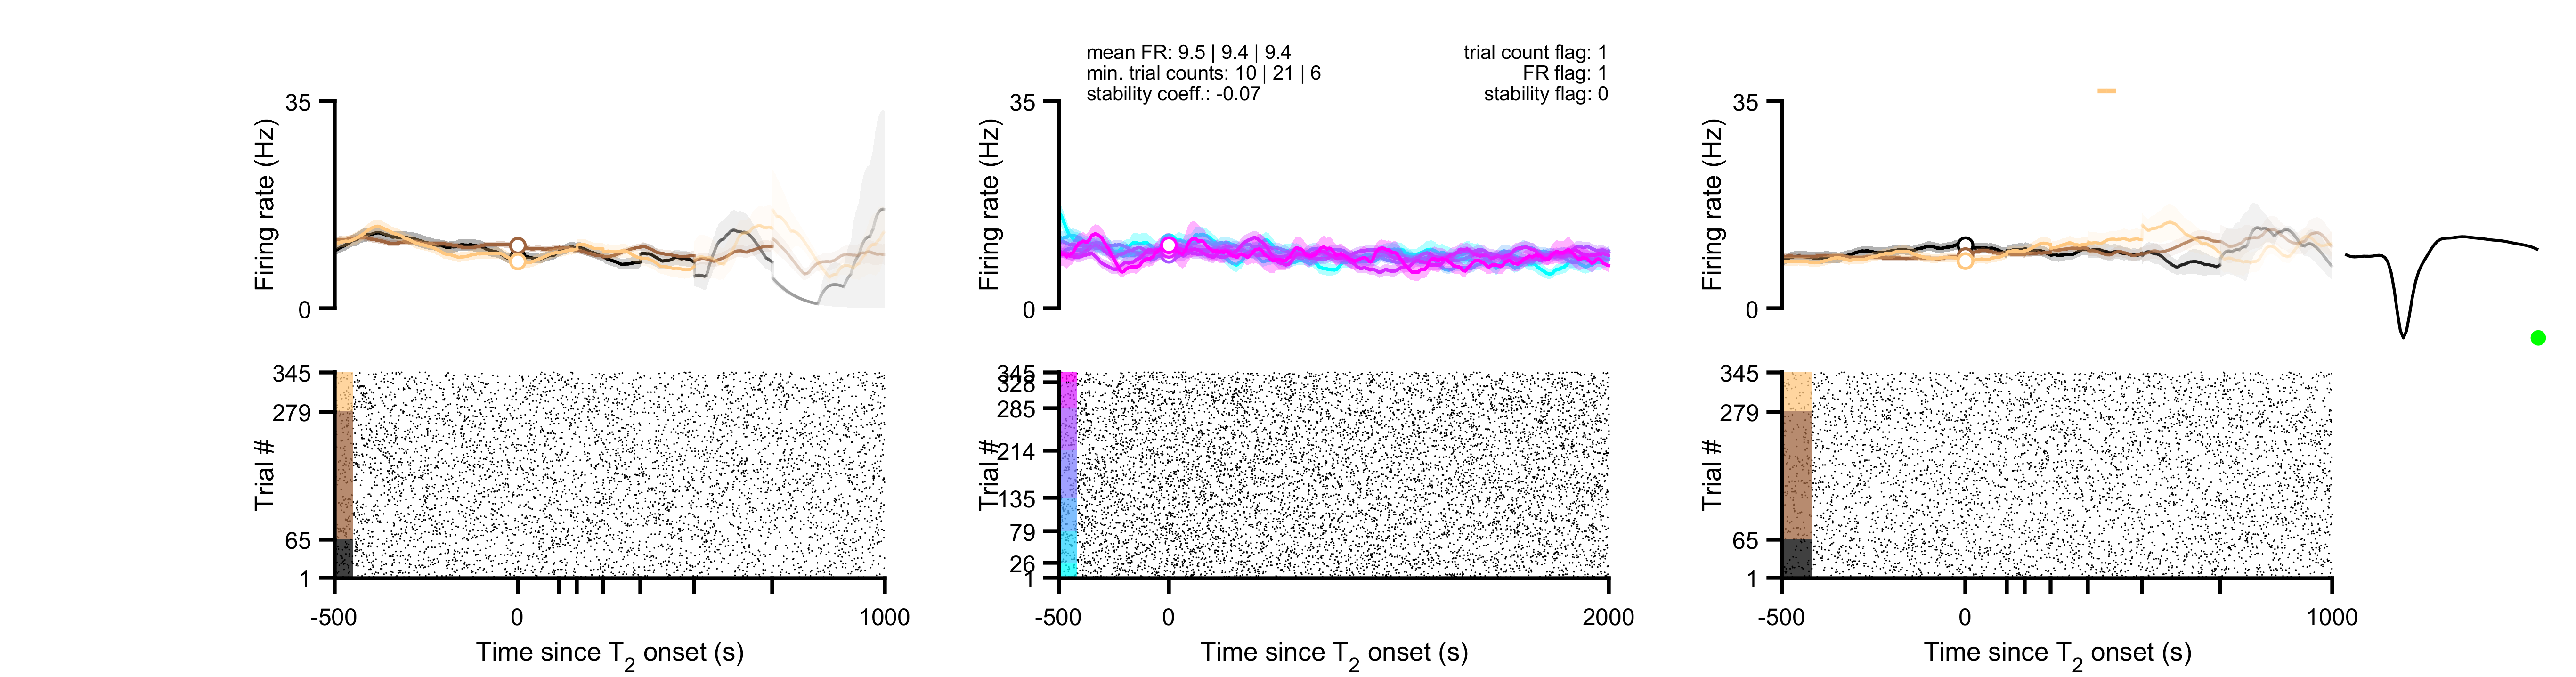 mean FR: 9.5 | 9.4 | 9.4
min. trial counts: 10 | 21 | 6
stability coeff.: -0.07
trial count flag: 1
FR flag: 1
stability flag: 0
35
0
Firing rate (Hz)
345
279
65
1
Trial #
-500
0
1000
Time since T2 onset (s)
35
0
Firing rate (Hz)
345
328
285
214
135
79
26
1
Trial #
-500
0
2000
Time since T2 onset (s)
35
0
Firing rate (Hz)
345
279
65
1
Trial #
-500
0
1000
Time since T2 onset (s)